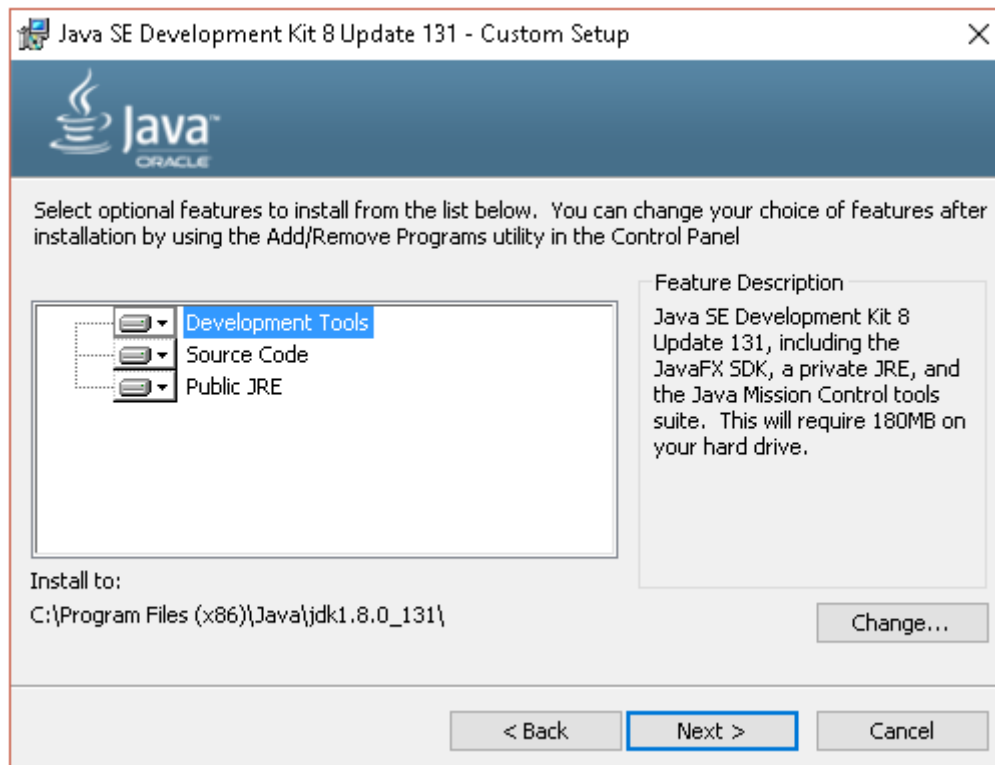 Java SE Development Kit 8 Update 131 - Custom Setup
Java™
ORACLE
Select optional features to install from the list below.  You can change your choice of features after
installation by using the Add/Remove Programs utility in the Control Panel
Development Tools
Source Code
Public JRE
Feature Description
Java SE Development Kit 8
Update 131, including the
JavaFX SDK, a private JRE, and
the Java Mission Control tools
suite.  This will require 180MB on
your hard drive.
Install to:
C:\Program Files (x86)\Java\jdk1.8.0_131\
Change...
< Back
Next >
Cancel